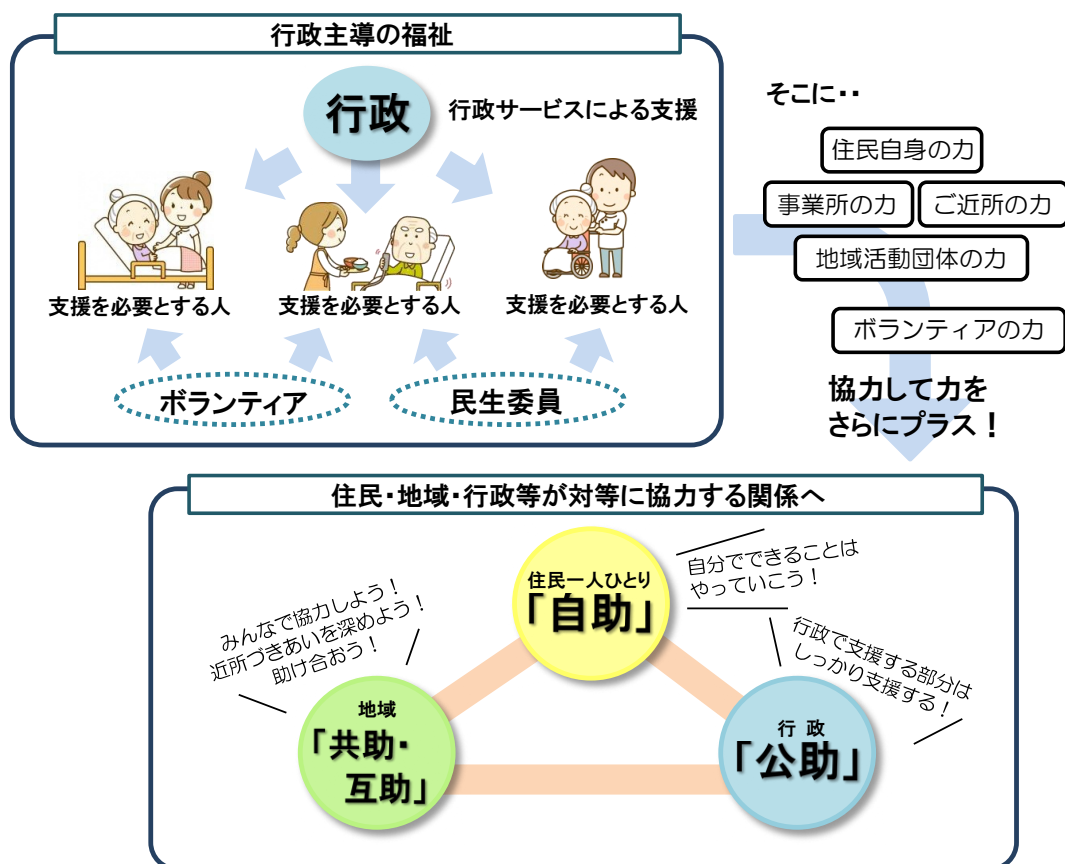 行政主導の福祉
行政
行政サービスによる支援
支援を必要とする人
支援を必要とする人
支援を必要とする人
ボランティア
民生委員
そこに・・
住民自身の力
事業所の力
ご近所の力
地域活動団体の力
ボランティアの力
協力して力を
さらにプラス！
住民・地域・行政等が対等に協力する関係へ
住民一人ひとり
「自助」
自分でできることは
やっていこう！
みんなで協力しよう！
近所づきあいを深めよう！
助け合おう！
地域
「共助・
互助」
行政
「公助」
行政で支援する部分は
しっかり支援する！